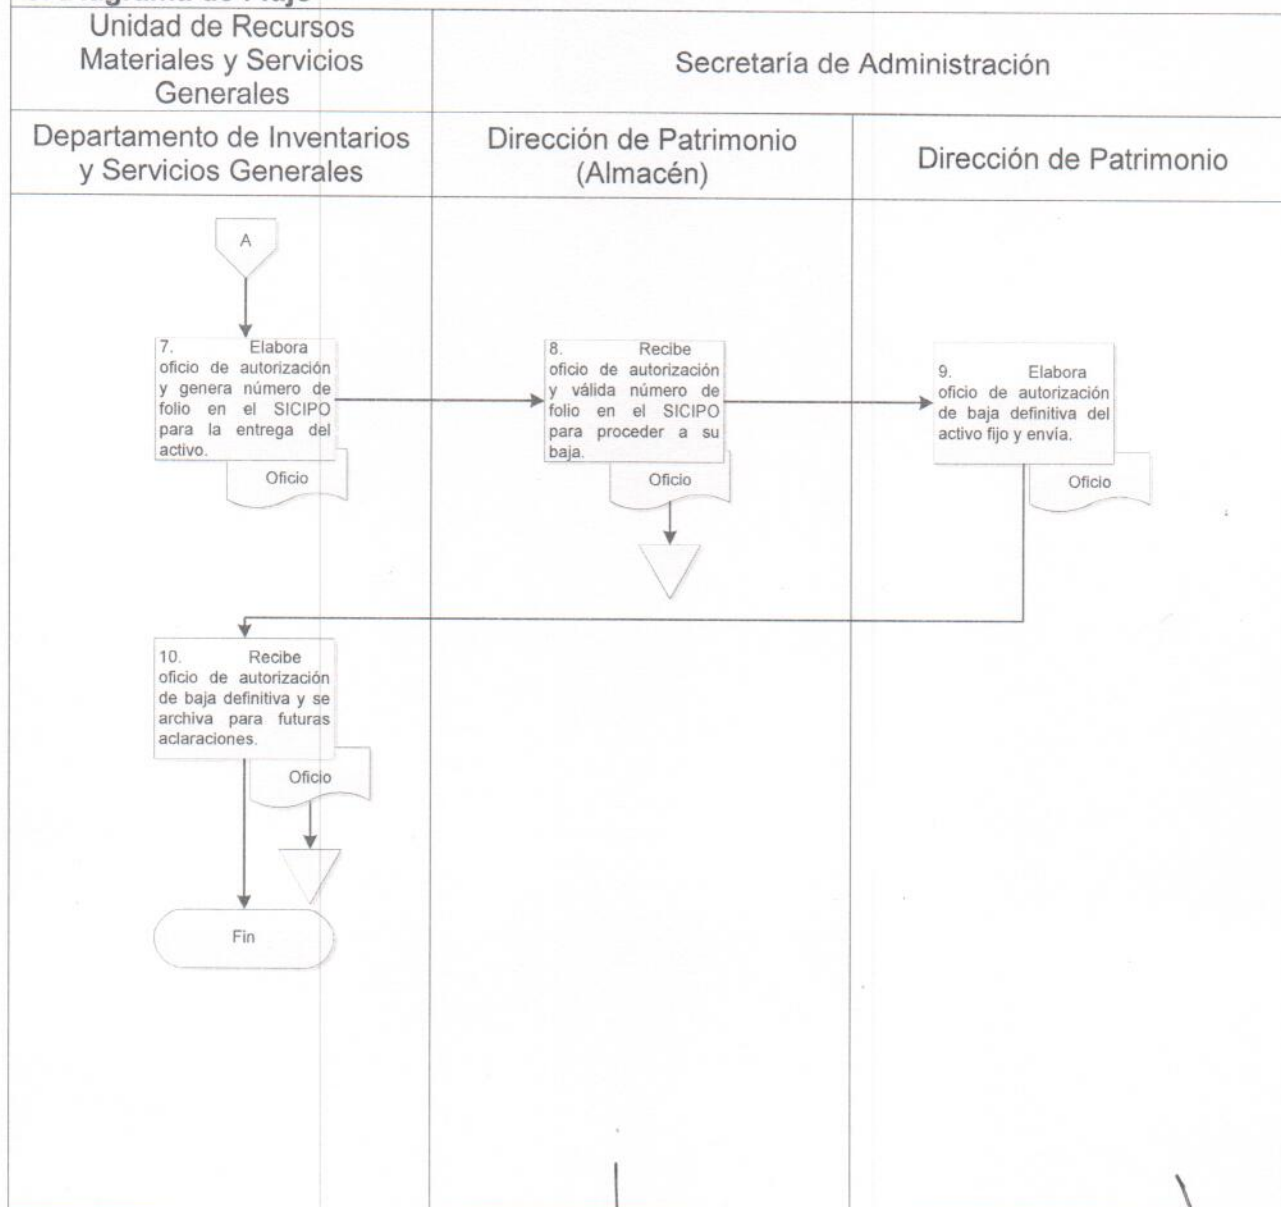 Unidad de Recursos
Materiales y Servicios
Generales
Secretaría de Administración
Departamento de Inventarios
y Servicios Generales
Dirección de Patrimonio
(Almacén)
Dirección de Patrimonio
A
7. Elabora
oficio de autorización
y genera número de
folio en el SICIPO
para la entrega del
activo.
Oficio
8. Recibe
oficio de autorización
y válida número de
folio en el SICIPO
para proceder a su
baja.
Oficio
9. Elabora
oficio de autorización
de baja definitiva del
activo fijo y envía.
Oficio
10. Recibe
oficio de autorización
de baja definitiva y se
archiva para futuras
aclaraciones.
Oficio
Fin